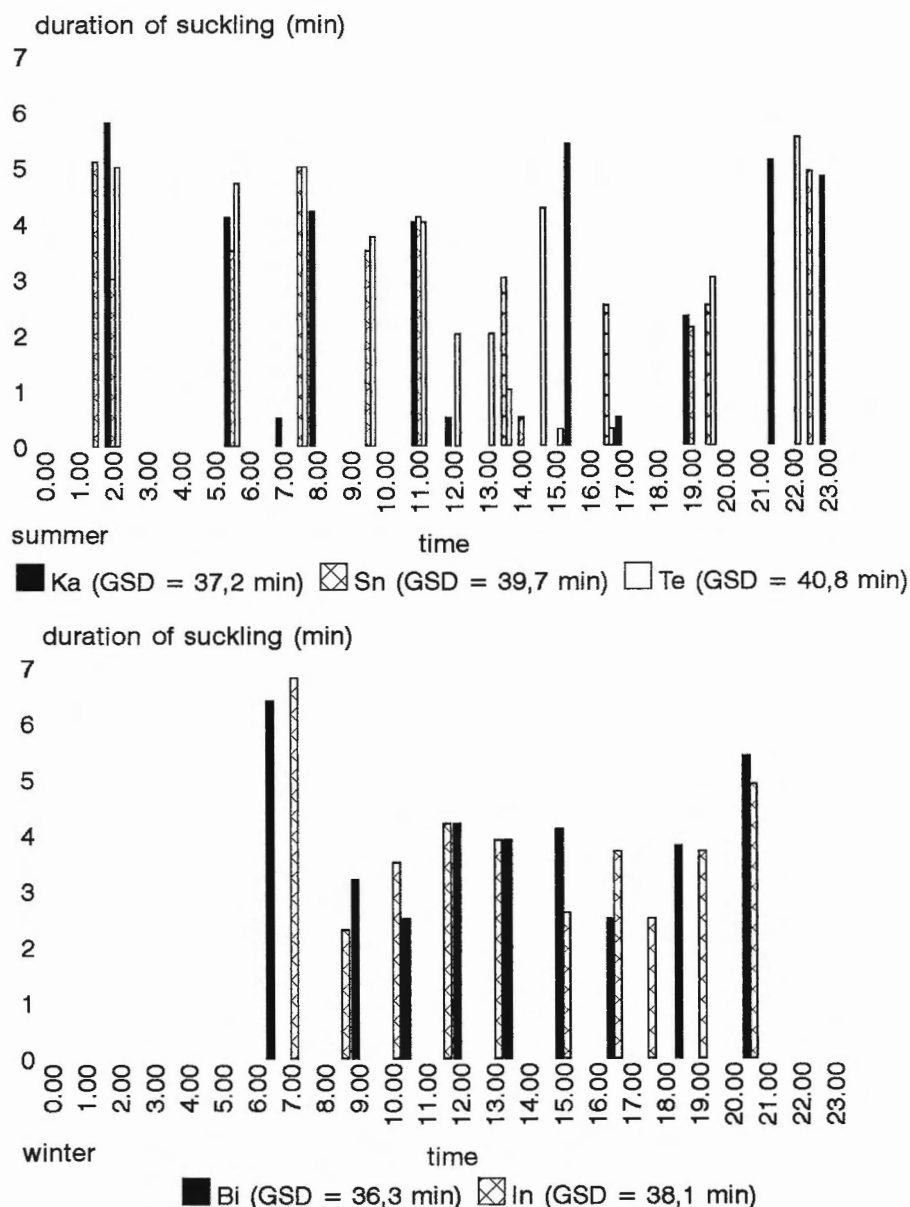 duration of suckling (min)
7
6
5
4
3
2
1
0
0.00 1.00 2.00 3.00 4.00 5.00 6.00 7.00 8.00 9.00 10.00 11.00 12.00 13.00 14.00 15.00 16.00 17.00 18.00 19.00 20.00 21.00 22.00 23.00
summer time
Ka (GSD = 37,2 min) Sn (GSD = 39,7 min) Te (GSD = 40,8 min)
duration of suckling (min)
7
6
5
4
3
2
1
0
0.00 1.00 2.00 3.00 4.00 5.00 6.00 7.00 8.00 9.00 10.00 11.00 12.00 13.00 14.00 15.00 16.00 17.00 18.00 19.00 20.00 21.00 22.00 23.00
winter time
Bi (GSD = 36,3 min) In (GSD = 38,1 min)